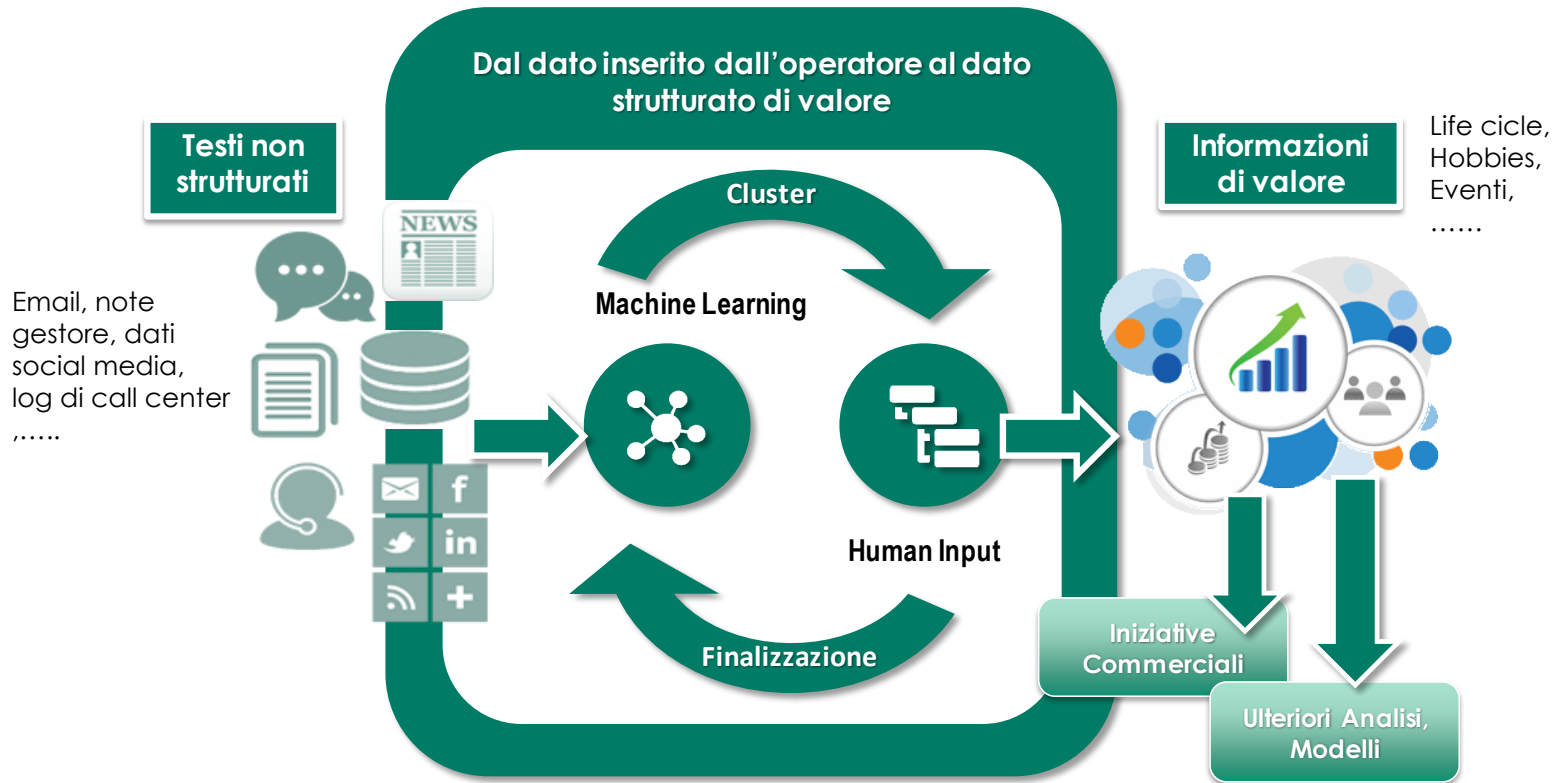 Dal dato inserito dall'operatore al dato
strutturato di valore
Testi non
strutturati
Email, note
gestore, dati
social media,
log di call center
,…..
NEWS
f
in
Cluster
Machine Learning
Human Input
Finalizzazione
Informazioni
di valore
Life cicle,
Hobbies,
Eventi,
……
Iniziative
Commerciali
Ulteriori Analisi,
Modelli